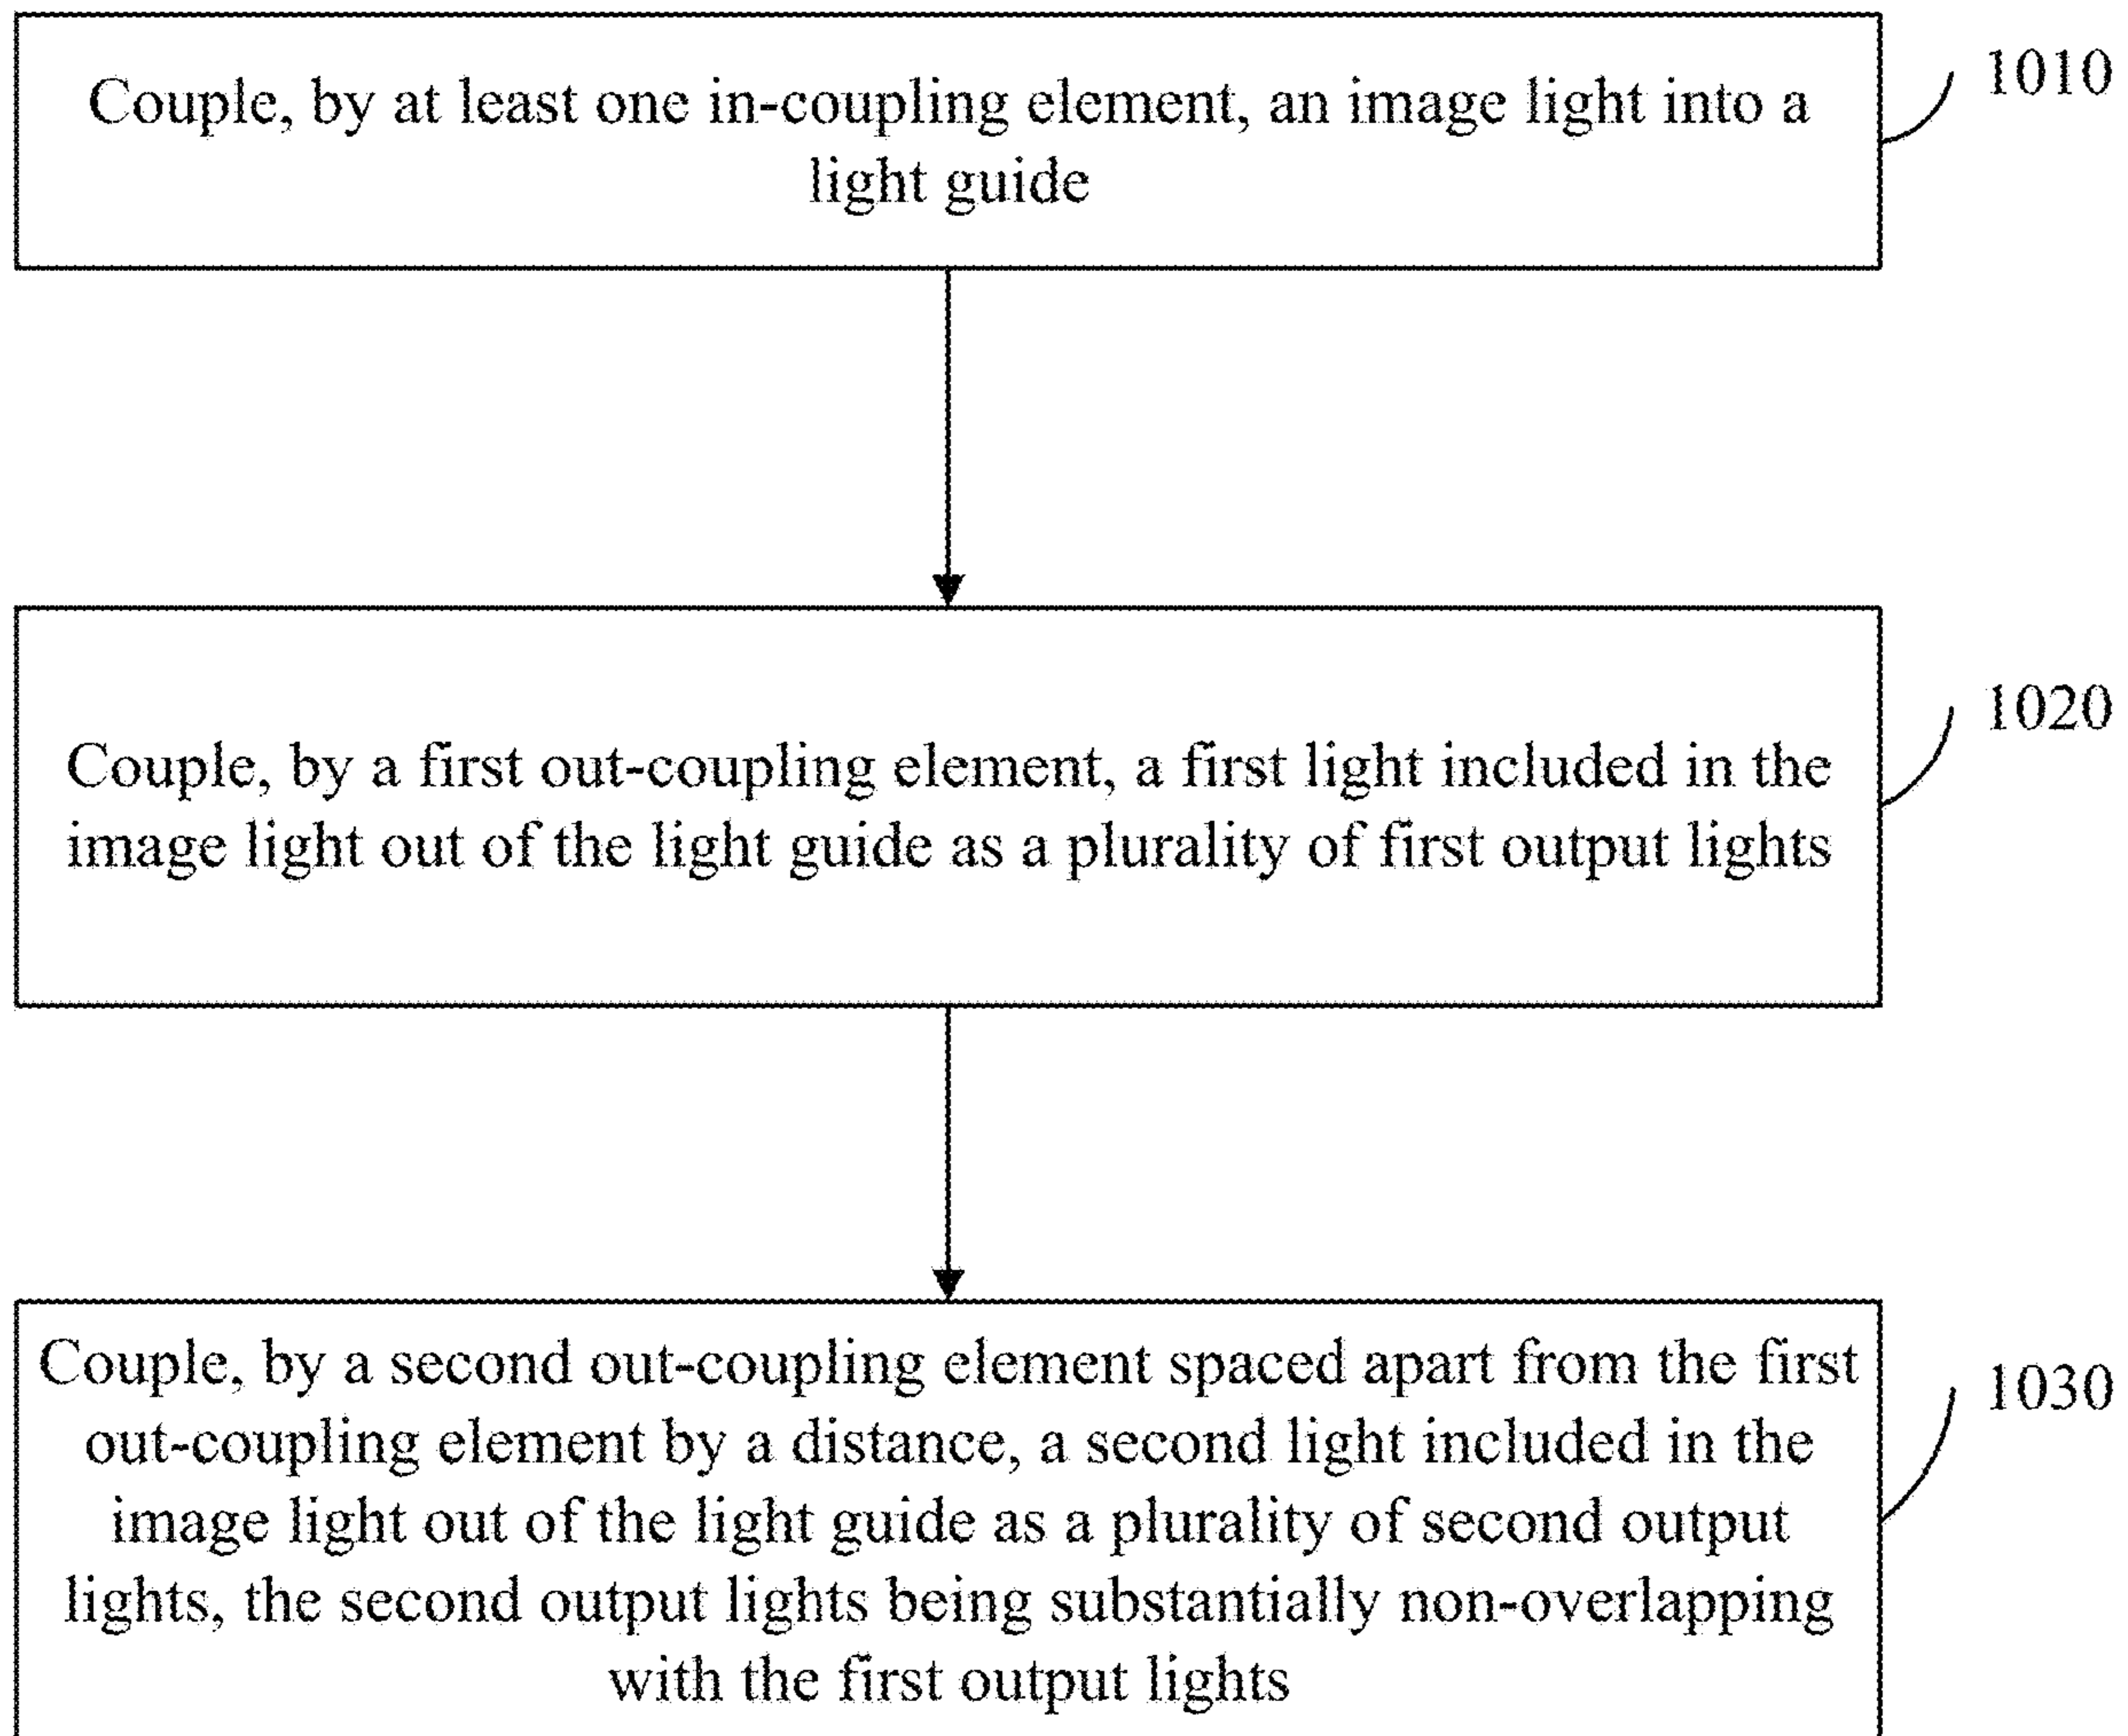 Couple, by at least one in-coupling element, an image light into a
light guide
1010
Couple, by a first out-coupling element, a first light included in the
image light out of the light guide as a plurality of first output lights
1020
Couple, by a second out-coupling element spaced apart from the first
out-coupling element by a distance, a second light included in the
image light out of the light guide as a plurality of second output
lights, the second output lights being substantially non-overlapping
with the first output lights
1030